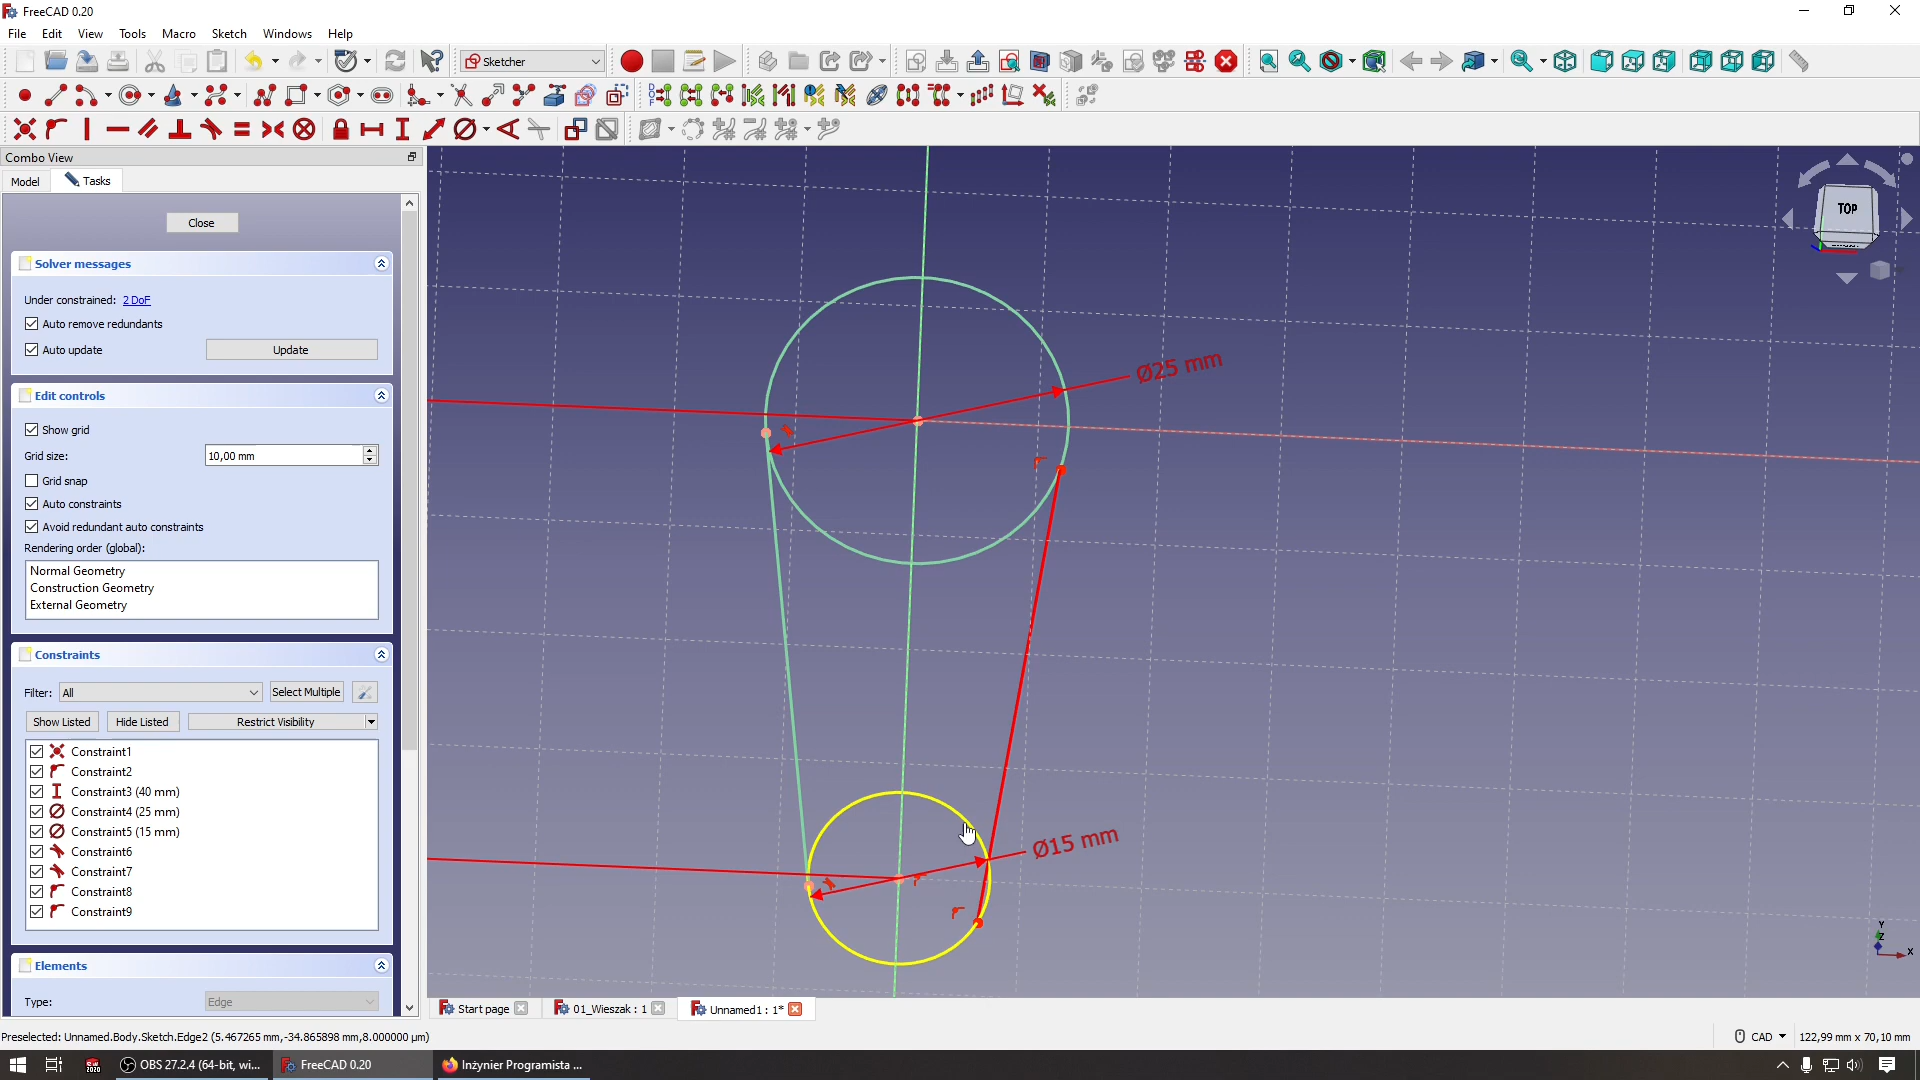 FreeCAD 0.20
File Edit View Tools Macro Sketch Windows Help
Sketcher
Combo View
Model Tasks
Close
Solver messages
Under constrained: 2 DoF
Auto remove redundants
Auto update Update
Edit controls
Show grid
Grid size: 10,00 mm
Grid snap
Auto constraints
Avoid redundant auto constraints
Rendering order (global):
Normal Geometry
Construction Geometry
External Geometry
Constraints
Filter: All Select Multiple
Show Listed Hide Listed Restrict Visibility
Constraint1
Constraint2
Constraint3 (40 mm)
Constraint4 (25 mm)
Constraint5 (15 mm)
Constraint6
Constraint7
Constraint8
Constraint9
Elements
Type: Edge
Ø25 mm
Ø15 mm
TOP
Y
Z
X
Start page 01_Wieszak : 1 Unnamed1 : 1*
Preselected: Unnamed.Body.Sketch.Edge2 (5.467265 mm,-34.865898 mm,8.000000 µm)
CAD 122,99 mm x 70,10 mm
OBS 27.2.4 (64-bit, wi... FreeCAD 0.20 Inżynier Programista ...